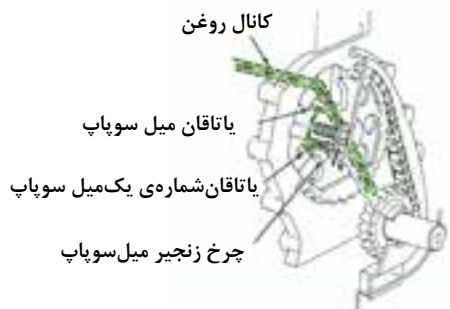 کانال روغن
یاتاقان میل سوپاپ
یاتاقان‌شماره‌ی یک‌میل سوپاپ
چرخ زنجیر میل‌سوپاپ